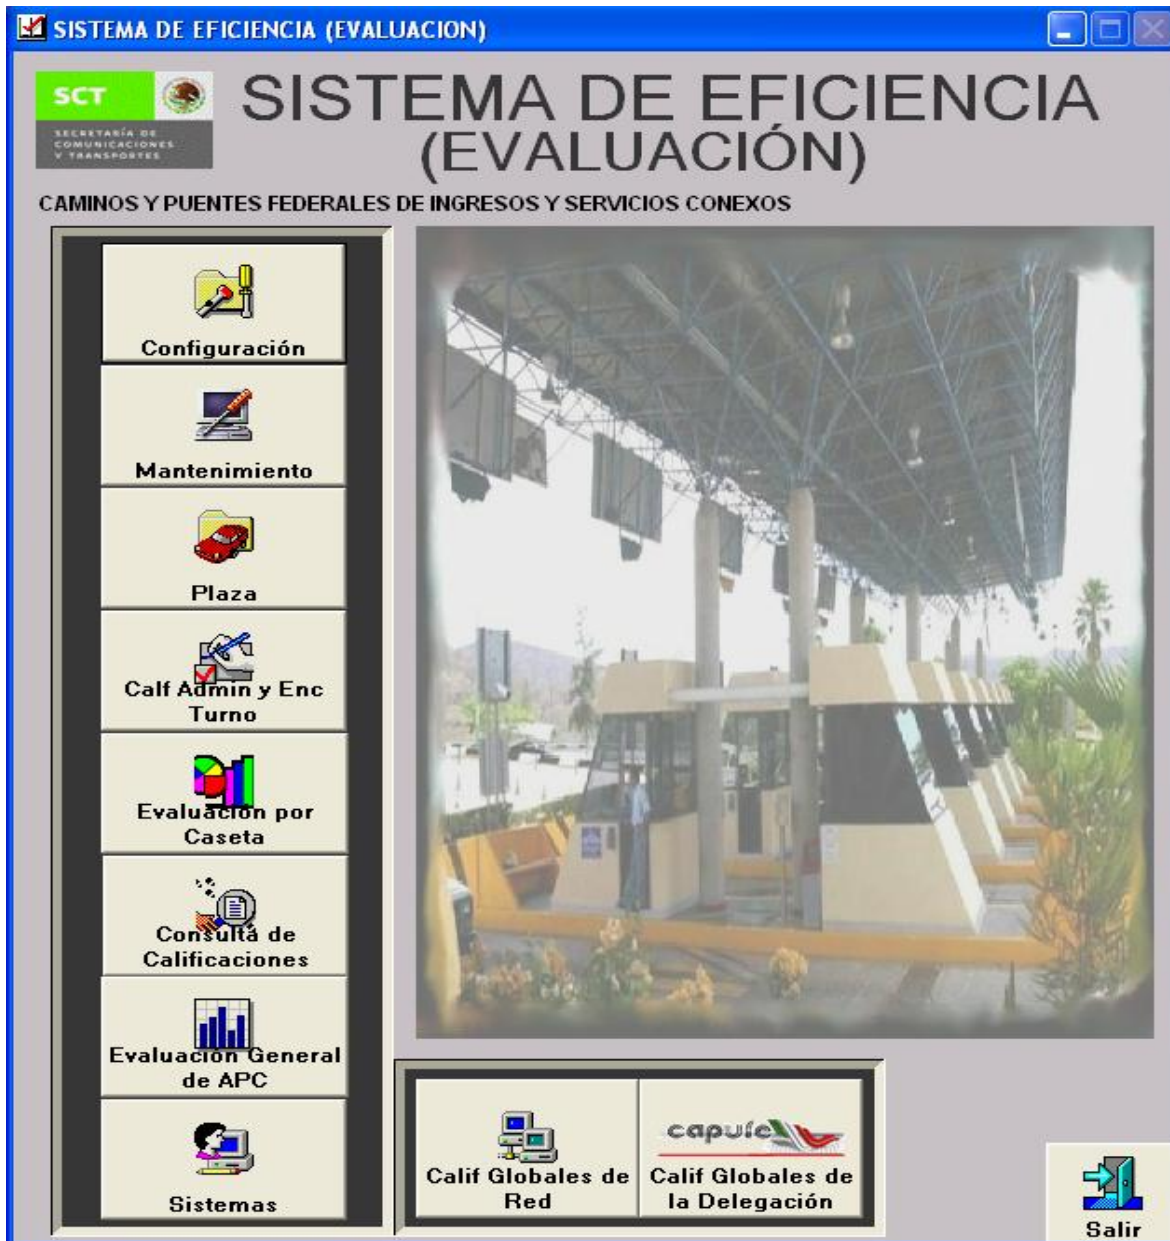 SISTEMA DE EFICIENCIA (EVALUACION)
SCT
SECRETARÍA DE
COMUNICACIONES
Y TRANSPORTES
SISTEMA DE EFICIENCIA
(EVALUACIÓN)
CAMINOS Y PUENTES FEDERALES DE INGRESOS Y SERVICIOS CONEXOS
Configuración
Mantenimiento
Plaza
Calf Admin y Enc
Turno
Evaluación por
Caseta
Consulta de
Calificaciones
Evaluación General
de APC
Sistemas
Calif Globales de
Red
capufe
Calif Globales de
la Delegación
Salir